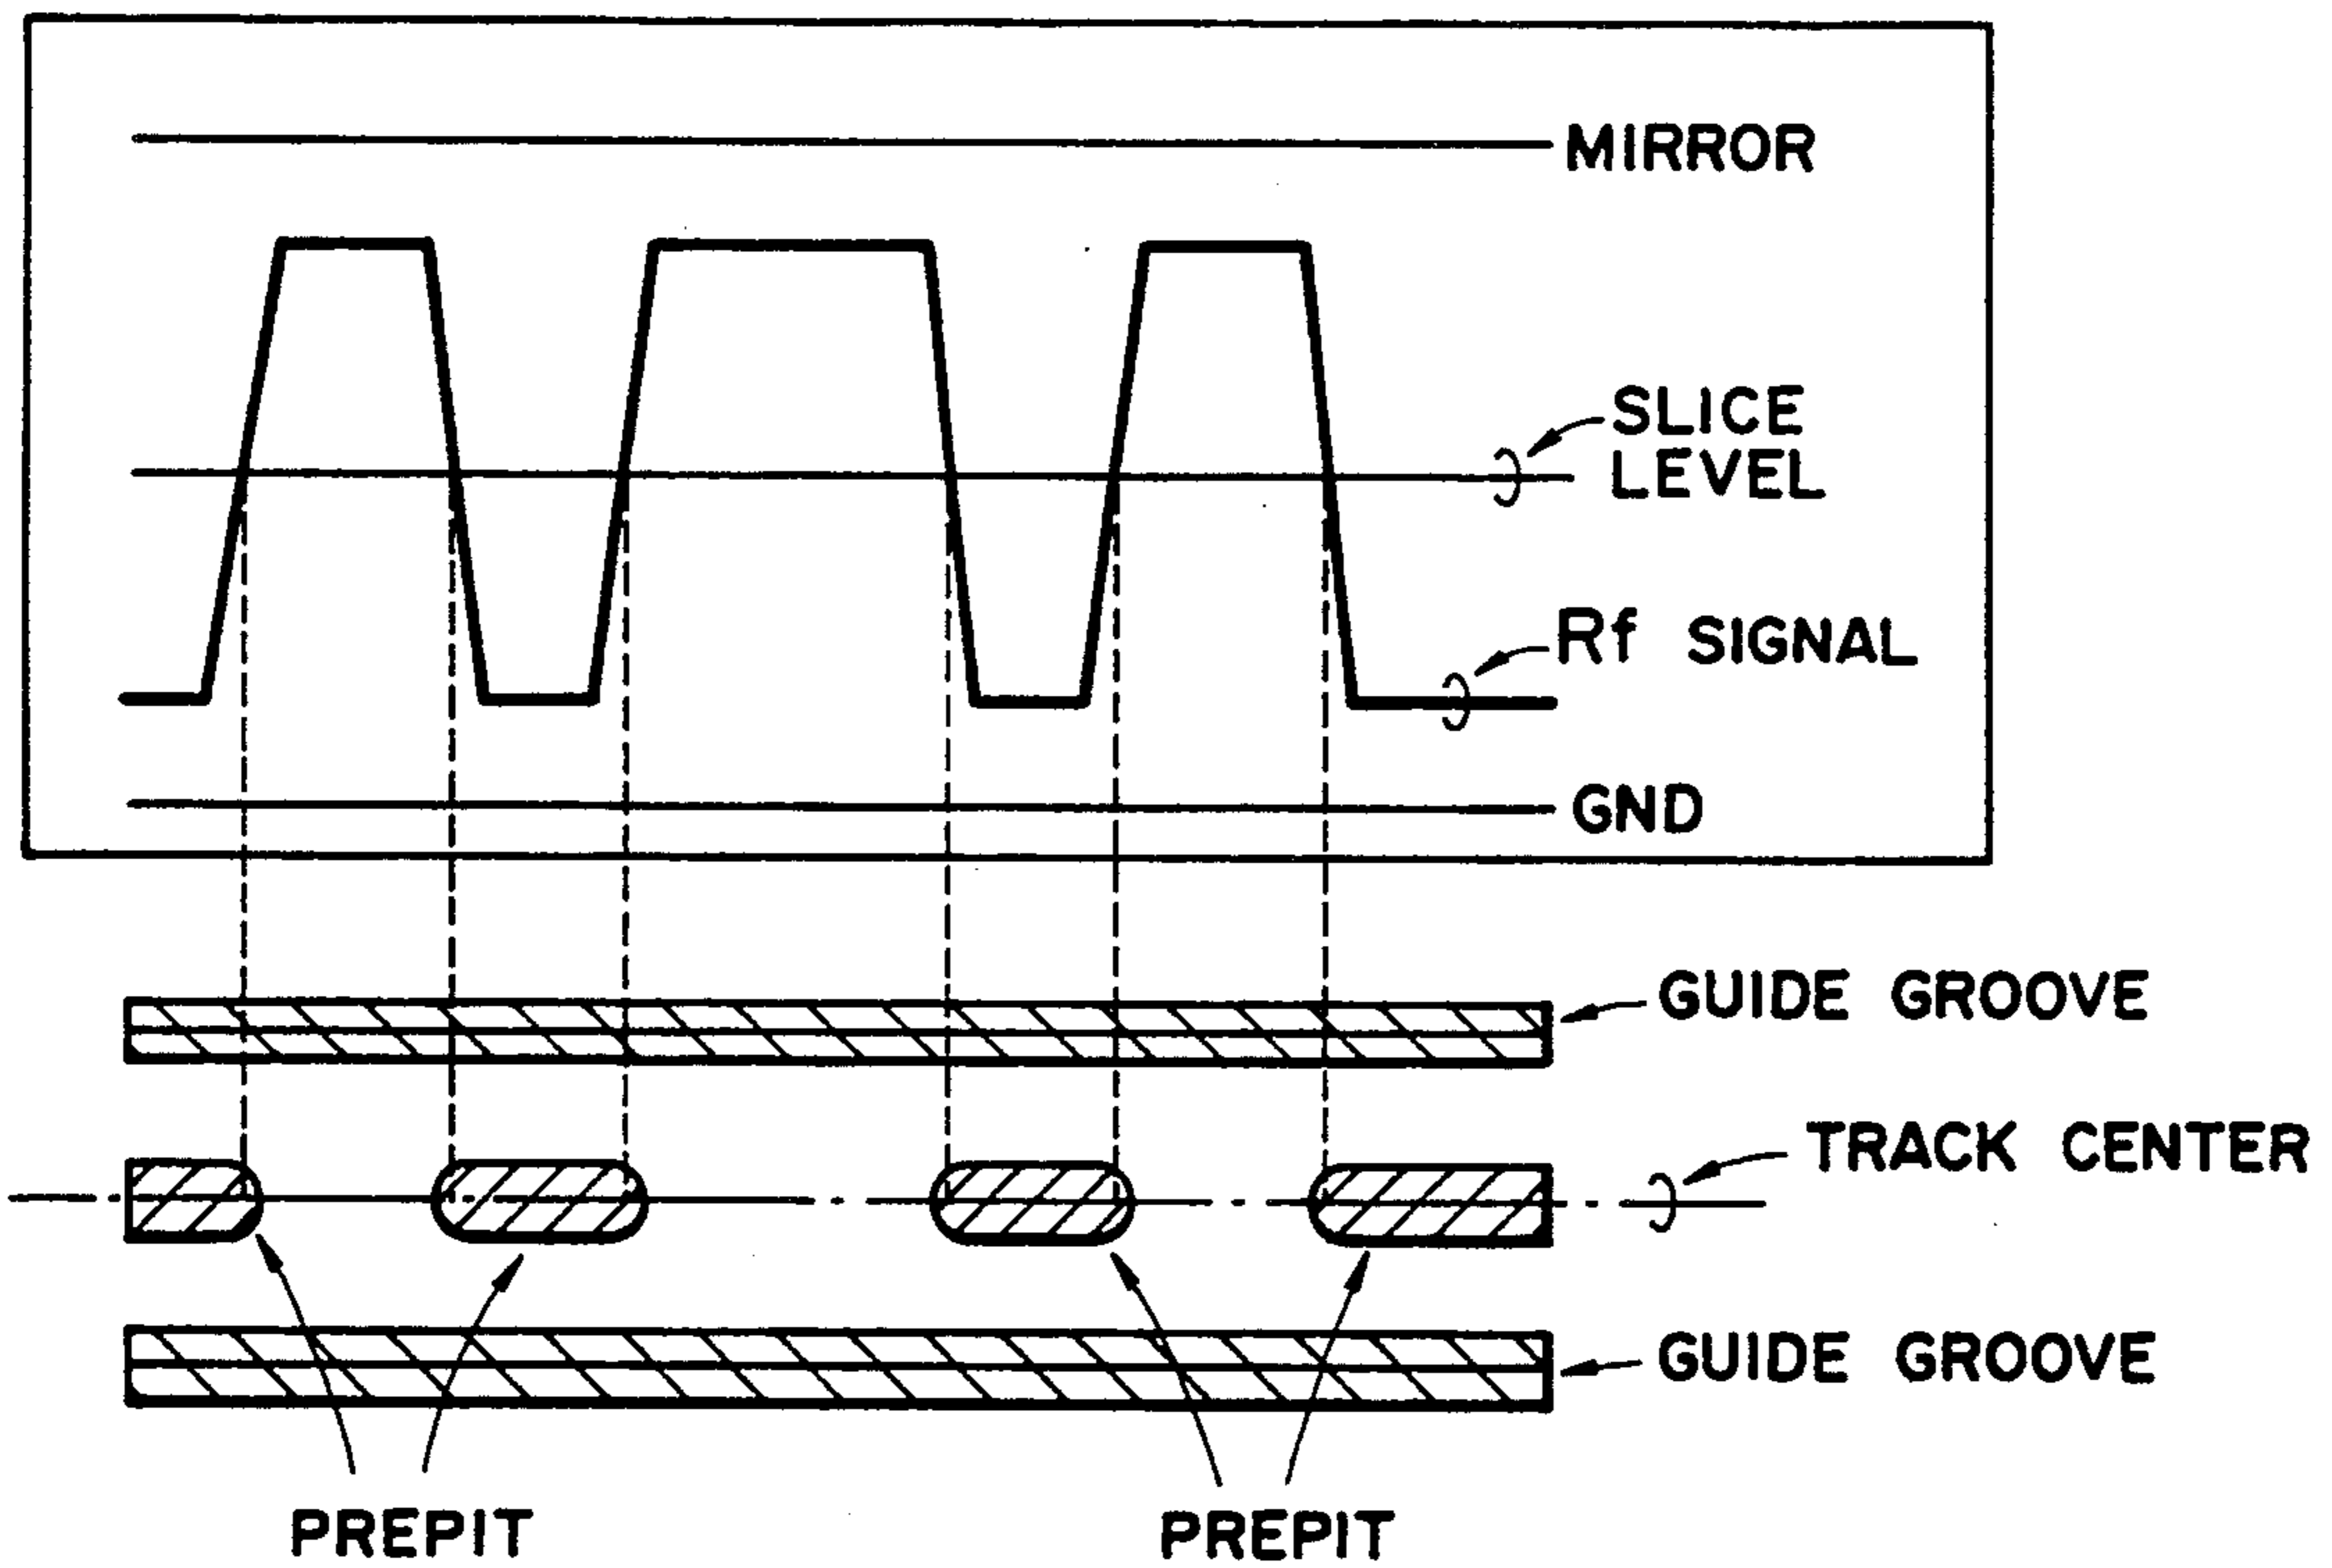 MIRROR
SLICE
LEVEL
Rf SIGNAL
GND
GUIDE GROOVE
TRACK CENTER
GUIDE GROOVE
PREPIT
PREPIT